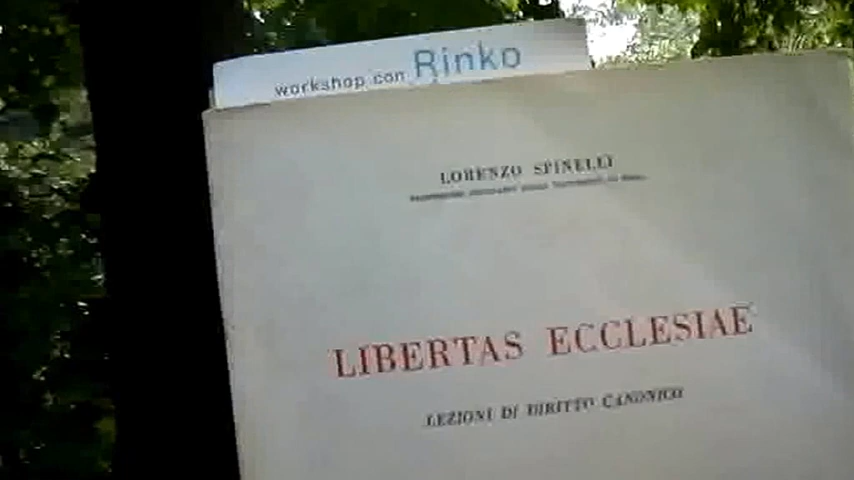 workshop con Rinko
LORENZO SPINELLI
LIBERTAS ECCLESIAE
LEZIONI DI DIRITTO CANONICO